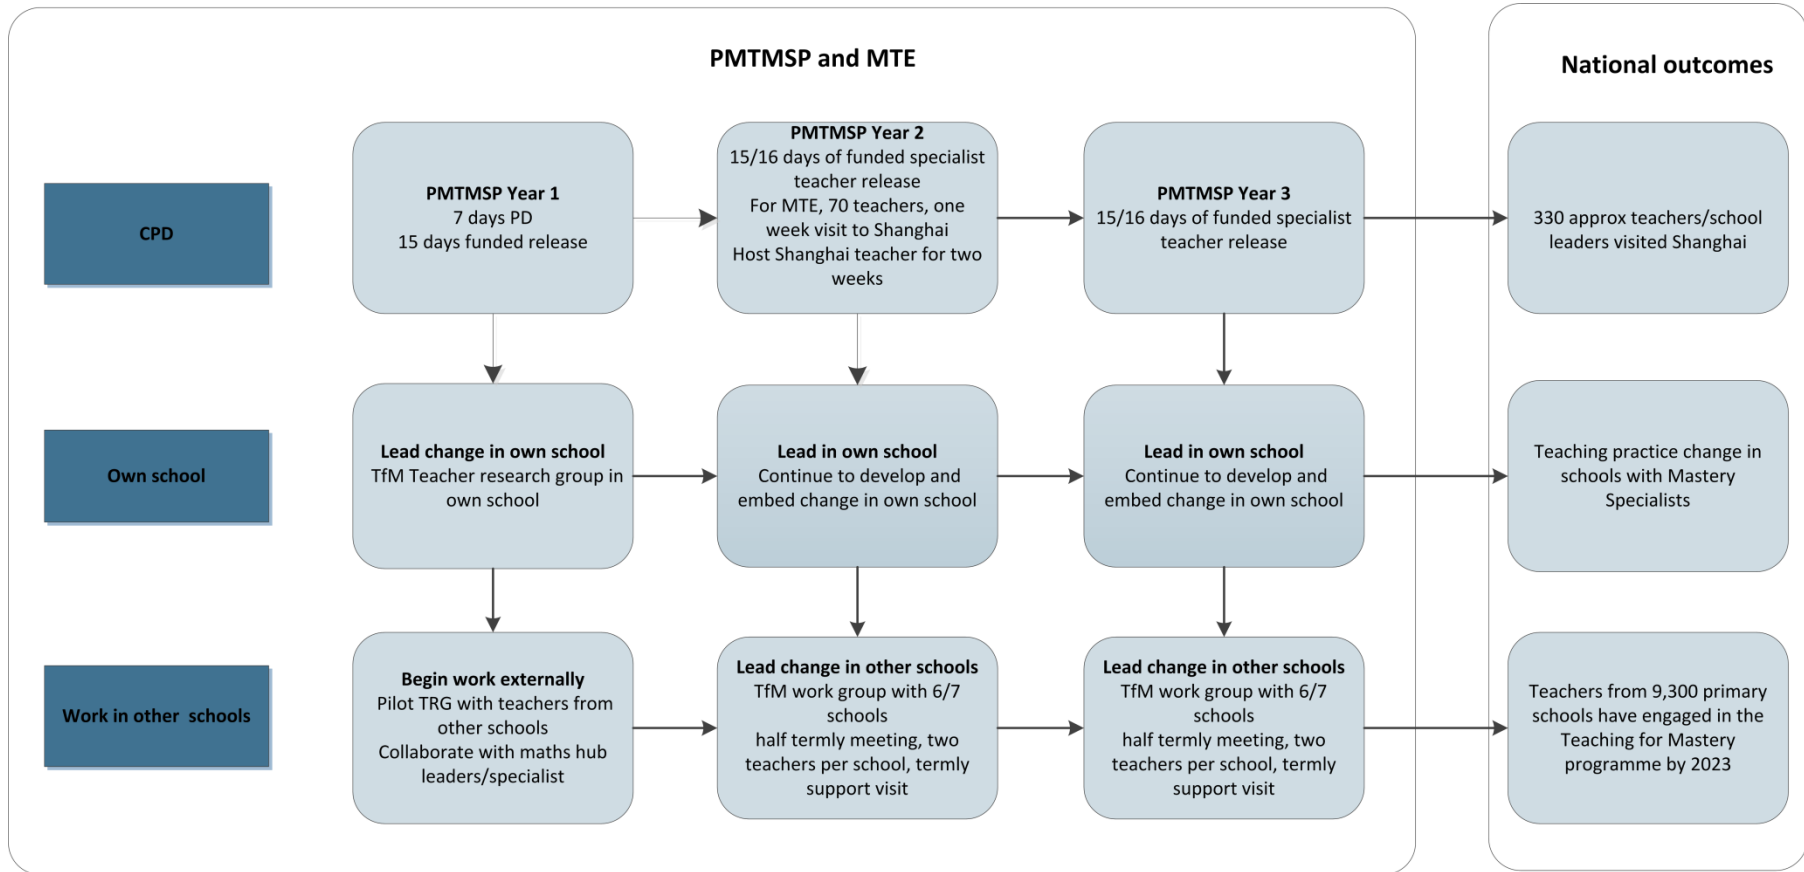 PMTMSP and MTE
National outcomes
CPD
PMTMSP Year 1
7 days PD
15 days funded release
PMTMSP Year 2
15/16 days of funded specialist
teacher release
For MTE, 70 teachers, one
week visit to Shanghai
Host Shanghai teacher for two
weeks
PMTMSP Year 3
15/16 days of funded specialist
teacher release
330 approx teachers/school
leaders visited Shanghai
Own school
Lead change in own school
TfM Teacher research group in
own school
Lead in own school
Continue to develop and
embed change in own school
Lead in own school
Continue to develop and
embed change in own school
Teaching practice change in
schools with Mastery
Specialists
Work in other schools
Begin work externally
Pilot TRG with teachers from
other schools
Collaborate with maths hub
leaders/specialist
Lead change in other schools
TfM work group with 6/7
schools
half termly meeting, two
teachers per school, termly
support visit
Lead change in other schools
TfM work group with 6/7
schools
half termly meeting, two
teachers per school, termly
support visit
Teachers from 9,300 primary
schools have engaged in the
Teaching for Mastery
programme by 2023